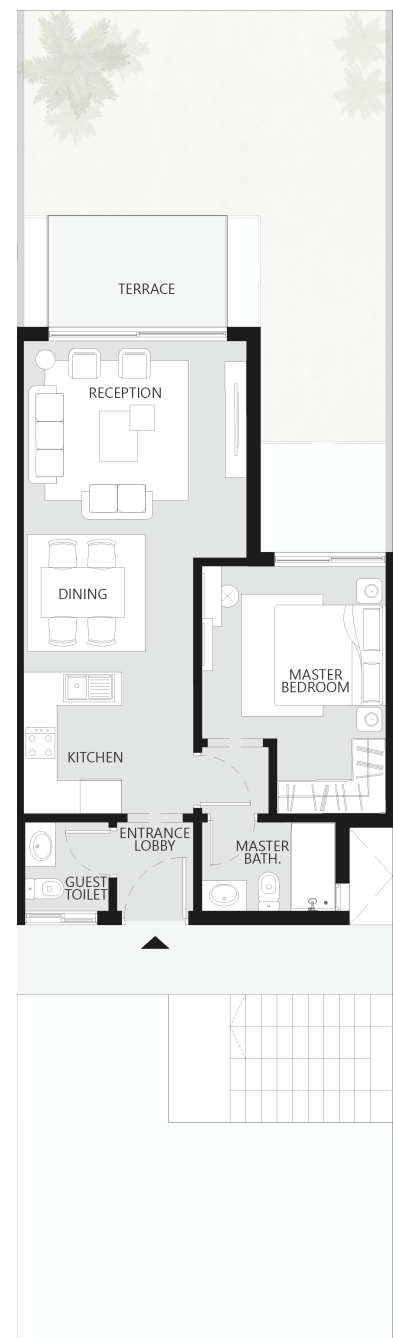 TERRACE
RECEPTION
DINING
MASTER
BEDROOM
KITCHEN
ENTRANCE
LOBBY
MASTER
BATH.
GUEST
TOILET